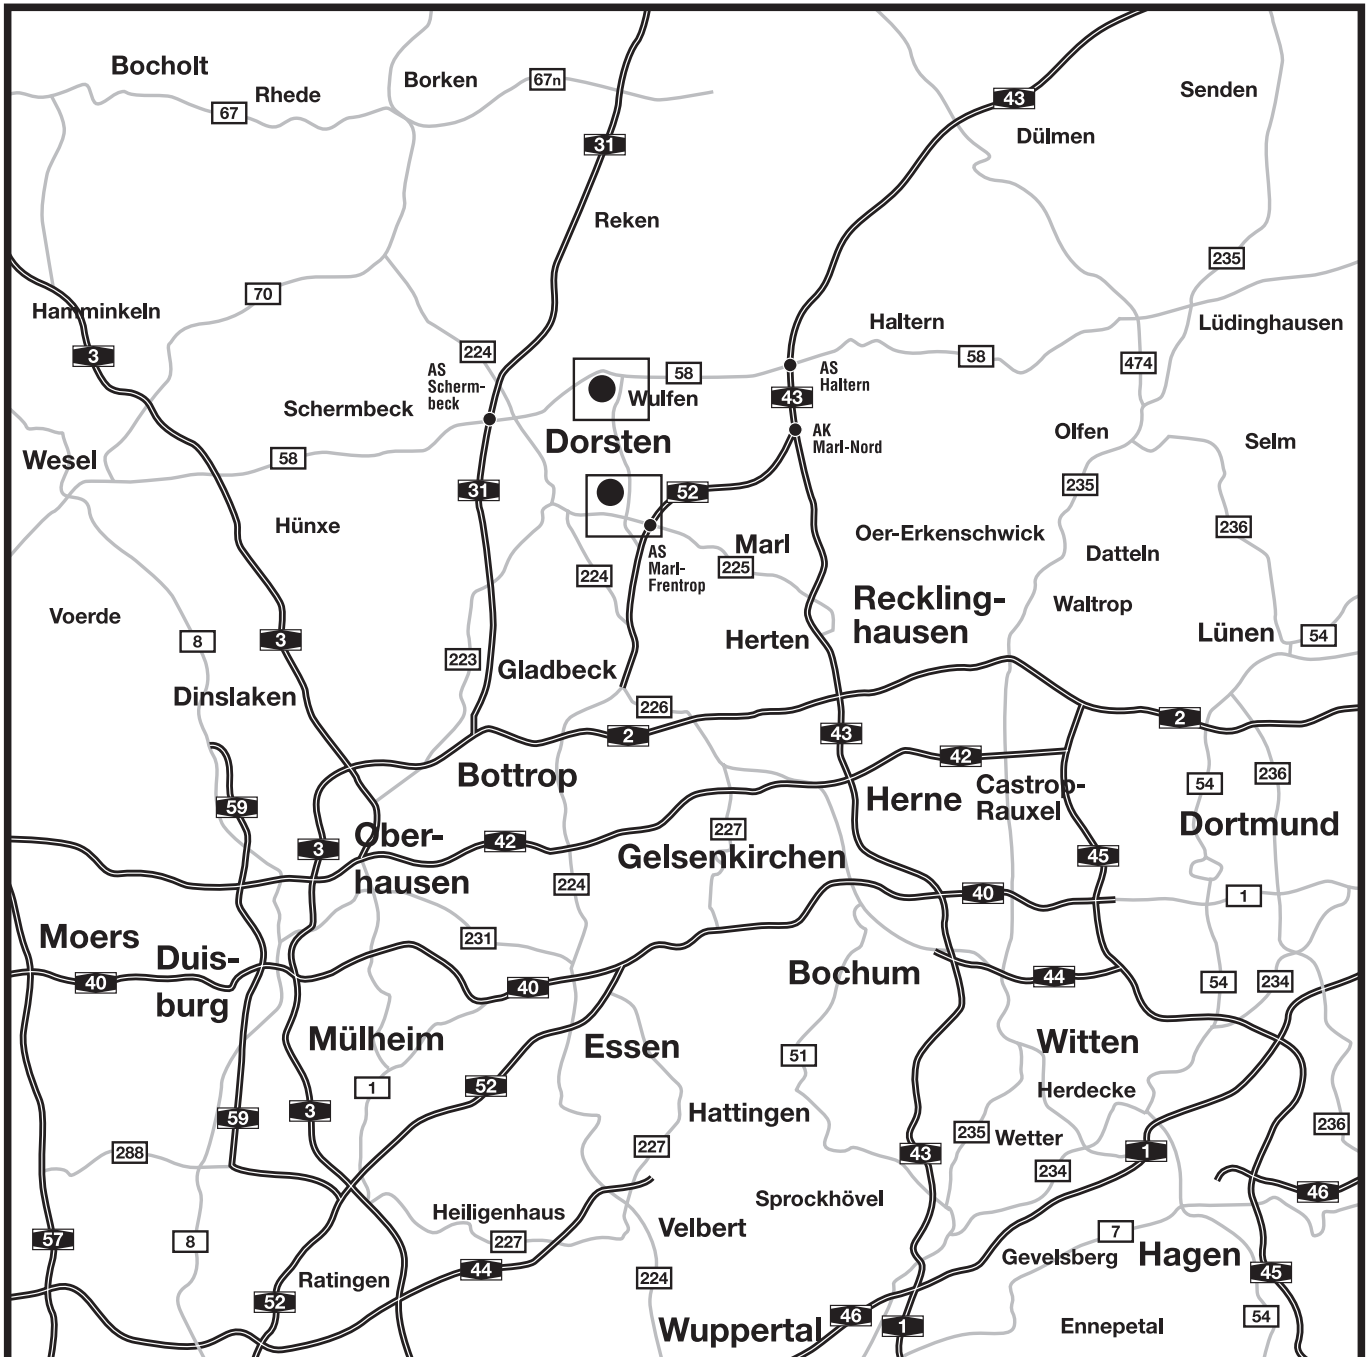 Bocholt
Rhede
Borken
67n
67
43
Senden
Dülmen
31
Reken
235
70
Hamminkeln
3
Haltern
Lüdinghausen
224
58
474
AS
Scherm-
beck
58
AS
Haltern
43
Wulfen
Schermbeck
Dorsten
AK
Marl-Nord
Olfen
Selm
Wesel
58
31
52
235
Hünxe
236
Oer-Erkenschwick
Marl
Datteln
AS
Marl-
Frentrop
224
225
Reckling-
hausen
Waltrop
Voerde
8
3
Herten
Lünen
54
223
Gladbeck
Dinslaken
226
2
43
2
42
Bottrop
Castrop-
Rauxel
Herne
54
236
59
Dortmund
3
Ober-
hausen
42
227
Gelsenkirchen
45
224
40
1
Moers
231
Duis-
burg
40
40
Bochum
44
54
234
Mülheim
Essen
Witten
51
1
52
Herdecke
59
3
Hattingen
236
235
Wetter
227
288
43
1
234
46
Sprockhövel
Heiligenhaus
Velbert
57
8
227
7
Gevelsberg
Hagen
44
Ratingen
224
45
52
46
1
54
Wuppertal
Ennepetal